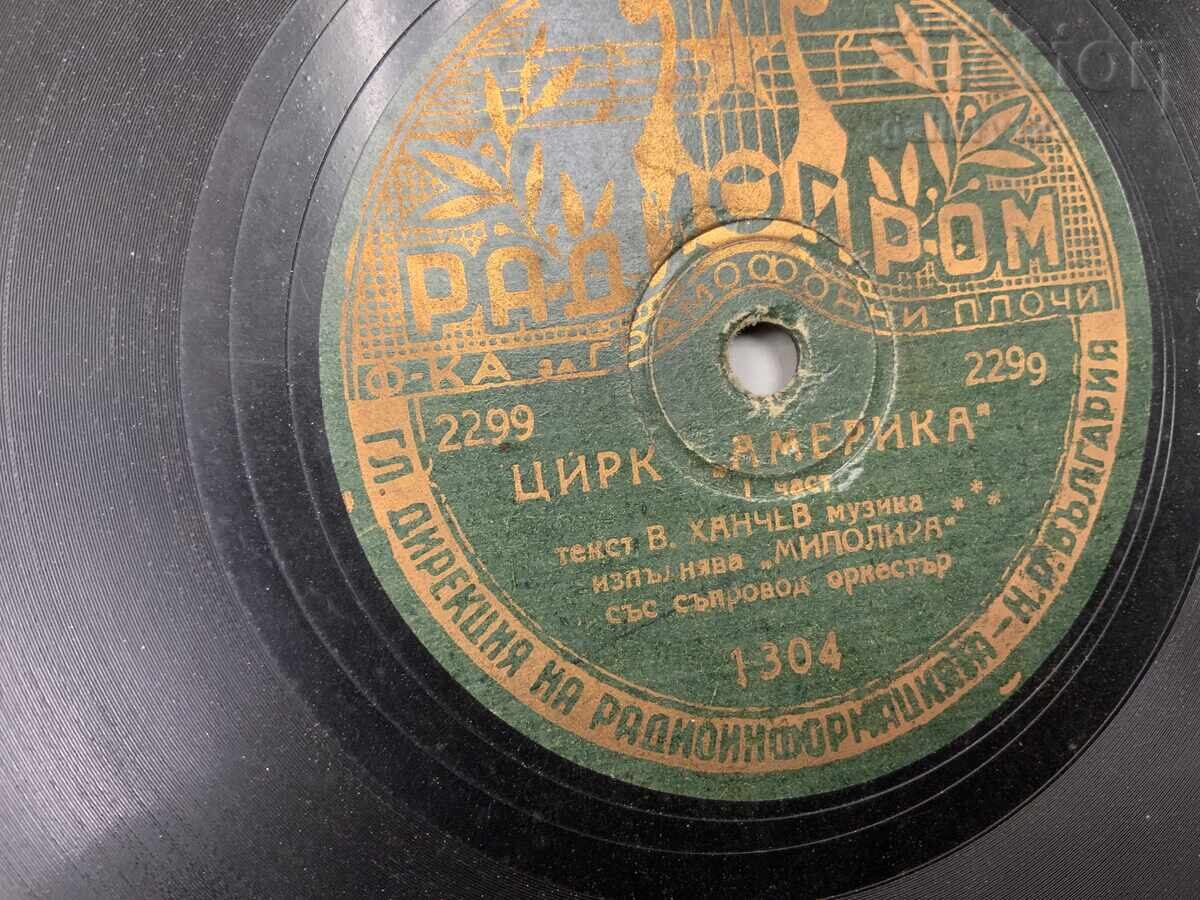 РАДИОПРОМ
Ф-КА ЗА ГРАМОФОННИ ПЛОЧИ
2299 2299
ЦИРК „АМЕРИКА"
I част
текст В. ХАНЧЕВ музика ***
изпълнява „МИПОЛИРА"
със съпровод оркестър
1304
ГЛ. ДИРЕКЦИЯ НА РАДИОИНФОРМАЦИЯТА – Н.Р.БЪЛГАРИЯ